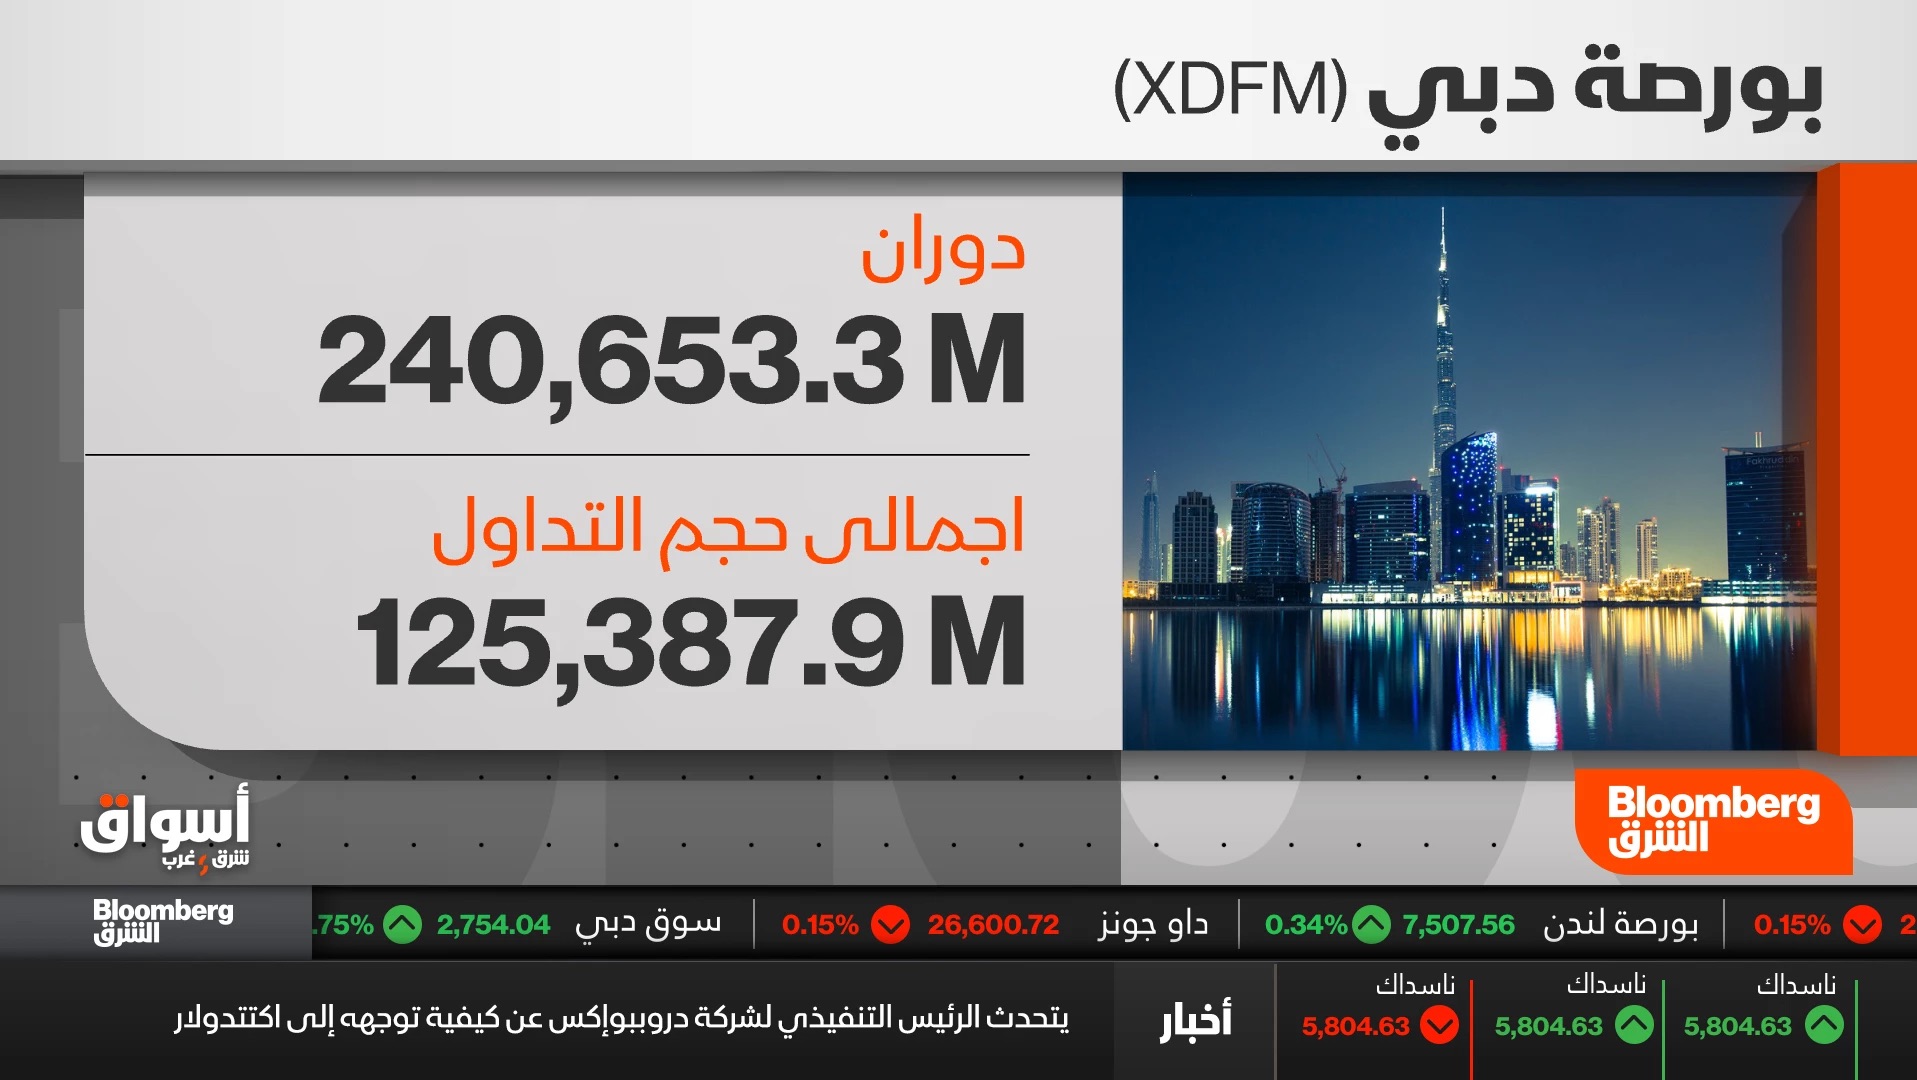 بورصة دبي (XDFM)
دوران
240,653.3 M
اجمالى حجم التداول
125,387.9 M
Bloomberg
الشرق
أسواق
شرق و غرب
0.15%
بورصة لندن 7,507.56 0.34%
داو جونز 26,600.72 0.15%
سوق دبي 2,754.04 .75%
Bloomberg
الشرق
ناسداك
5,804.63
ناسداك
5,804.63
ناسداك
5,804.63
أخبار
يتحدث الرئيس التنفيذي لشركة دروببوإكس عن كيفية توجهه إلى اكتتدولار